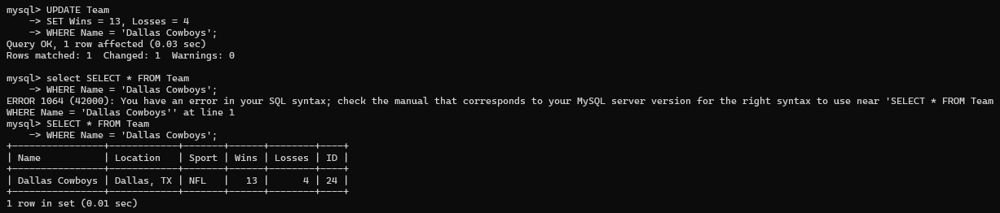 mysql> UPDATE Team
    -> SET Wins = 13, Losses = 4
    -> WHERE Name = 'Dallas Cowboys';
Query OK, 1 row affected (0.03 sec)
Rows matched: 1  Changed: 1  Warnings: 0

mysql> select SELECT * FROM Team
    -> WHERE Name = 'Dallas Cowboys';
ERROR 1064 (42000): You have an error in your SQL syntax; check the manual that corresponds to your MySQL server version for the right syntax to use near 'SELECT * FROM Team
WHERE Name = 'Dallas Cowboys'' at line 1
mysql> SELECT * FROM Team
    -> WHERE Name = 'Dallas Cowboys';
+----------------+------------+-------+------+--------+----+
| Name           | Location   | Sport | Wins | Losses | ID |
+----------------+------------+-------+------+--------+----+
| Dallas Cowboys | Dallas, TX | NFL   |   13 |      4 | 24 |
+----------------+------------+-------+------+--------+----+
1 row in set (0.01 sec)